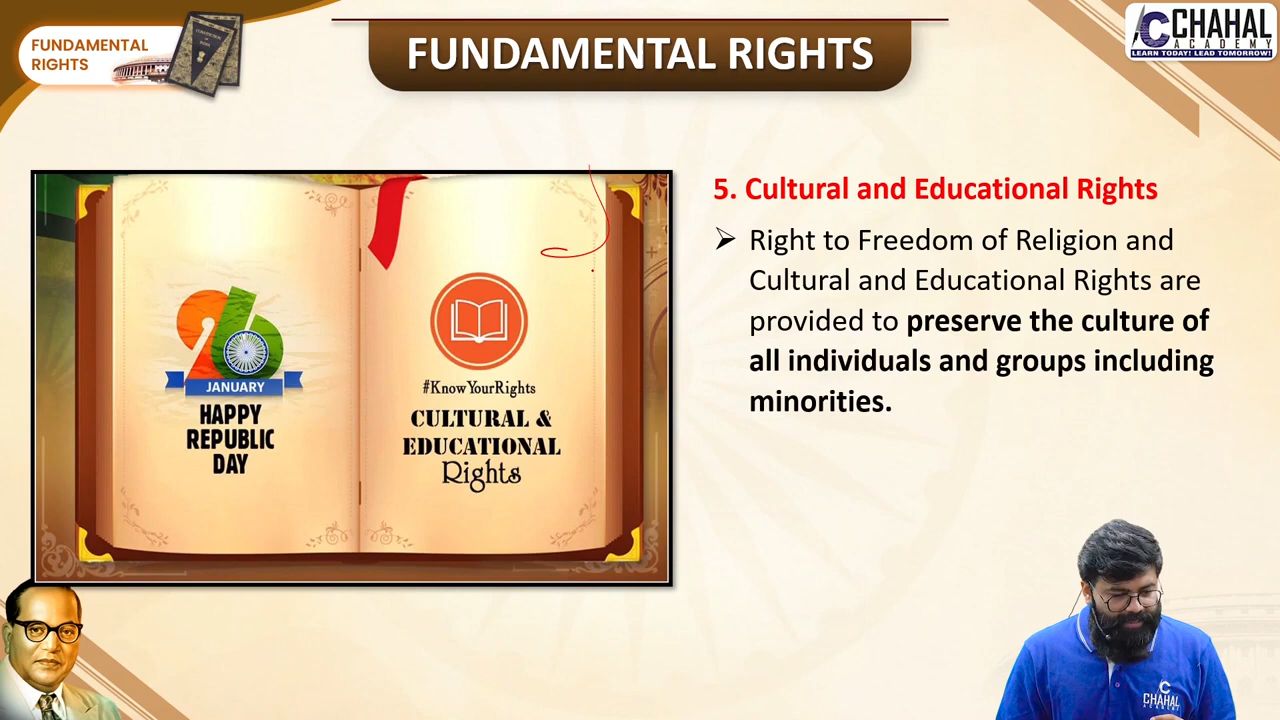 FUNDAMENTAL
RIGHTS
FUNDAMENTAL RIGHTS
CHAHAL
ACADEMY
LEARN TODAY! LEAD TOMORROW!
26
JANUARY
HAPPY
REPUBLIC
DAY
#KnowYourRights
CULTURAL &
EDUCATIONAL
Rights
5. Cultural and Educational Rights
➢ Right to Freedom of Religion and
Cultural and Educational Rights are
provided to preserve the culture of
all individuals and groups including
minorities.
CHAHAL
ACADEMY